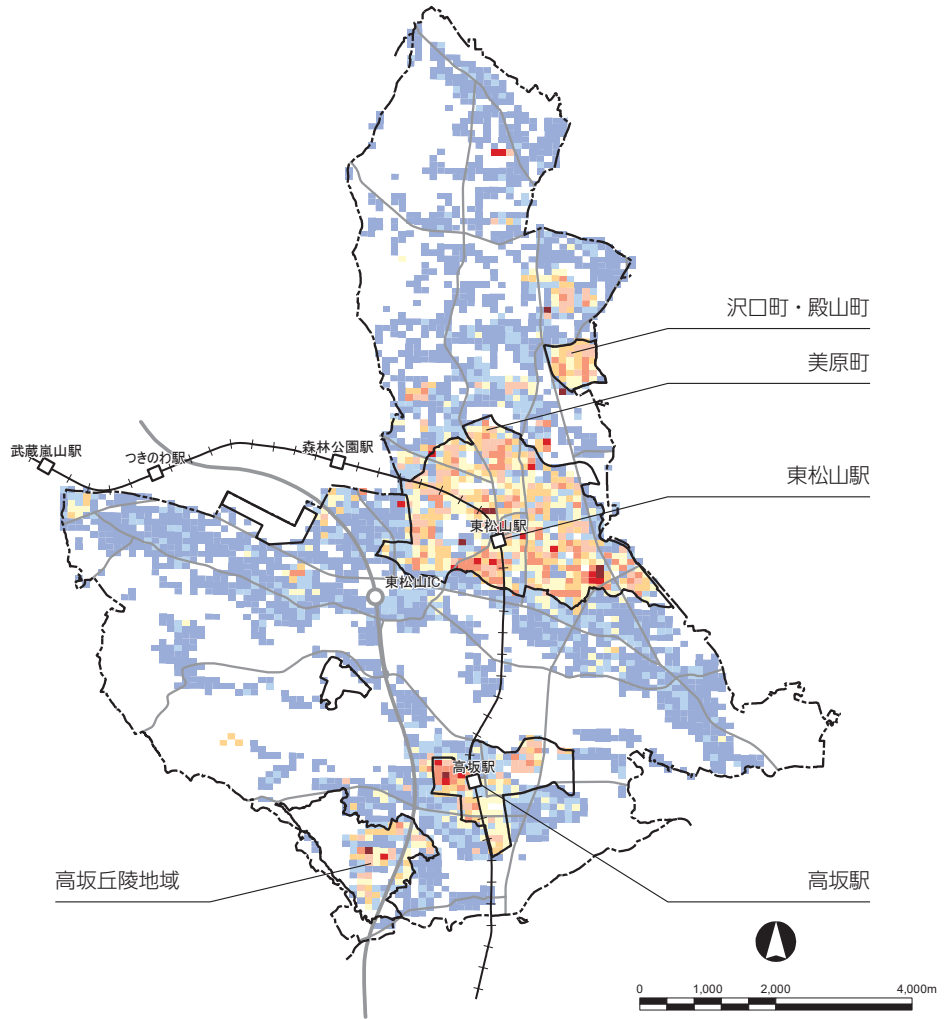 沢口町・殿山町
美原町
武蔵嵐山駅
つきのわ駅
森林公園駅
東松山駅
東松山駅
東松山IC
高坂駅
高坂丘陵地域
高坂駅
0 1,000 2,000 4,000m